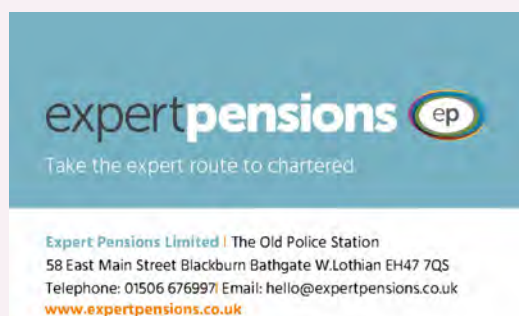 expertpensions ep
Take the expert route to chartered
Expert Pensions Limited | The Old Police Station
58 East Main Street Blackburn Bathgate W.Lothian EH47 7QS
Telephone: 01506 676997| Email: hello@expertpensions.co.uk
www.expertpensions.co.uk